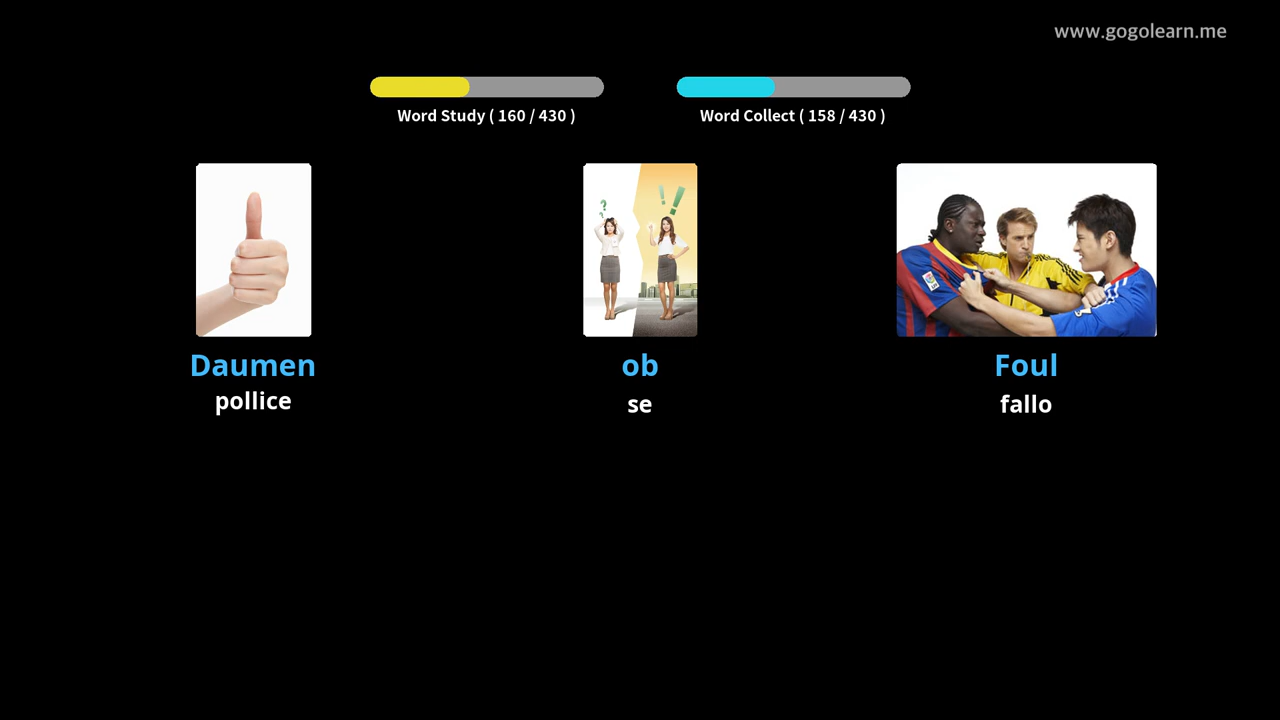 www.gogolearn.me
Word Study ( 160 / 430 )
Word Collect ( 158 / 430 )
Daumen
ob
Foul
pollice
se
fallo